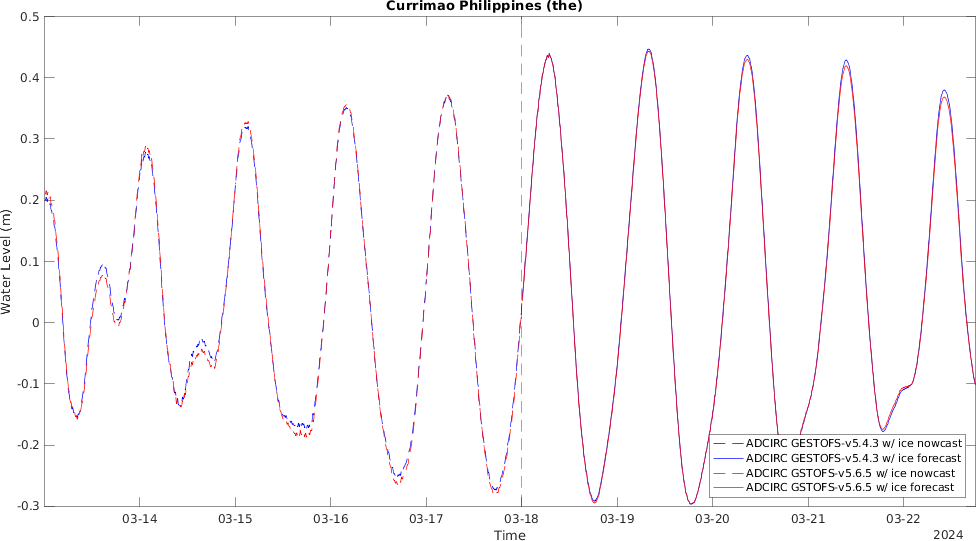 Currimao Philippines (the)
0.5
0.4
0.3
0.2
0.1
0
-0.1
-0.2
-0.3
Water Level (m)
03-14 03-15 03-16 03-17 03-18 03-19 03-20 03-21 03-22
Time
2024
ADCIRC GESTOFS-v5.4.3 w/ ice nowcast
ADCIRC GESTOFS-v5.4.3 w/ ice forecast
ADCIRC GSTOFS-v5.6.5 w/ ice nowcast
ADCIRC GSTOFS-v5.6.5 w/ ice forecast